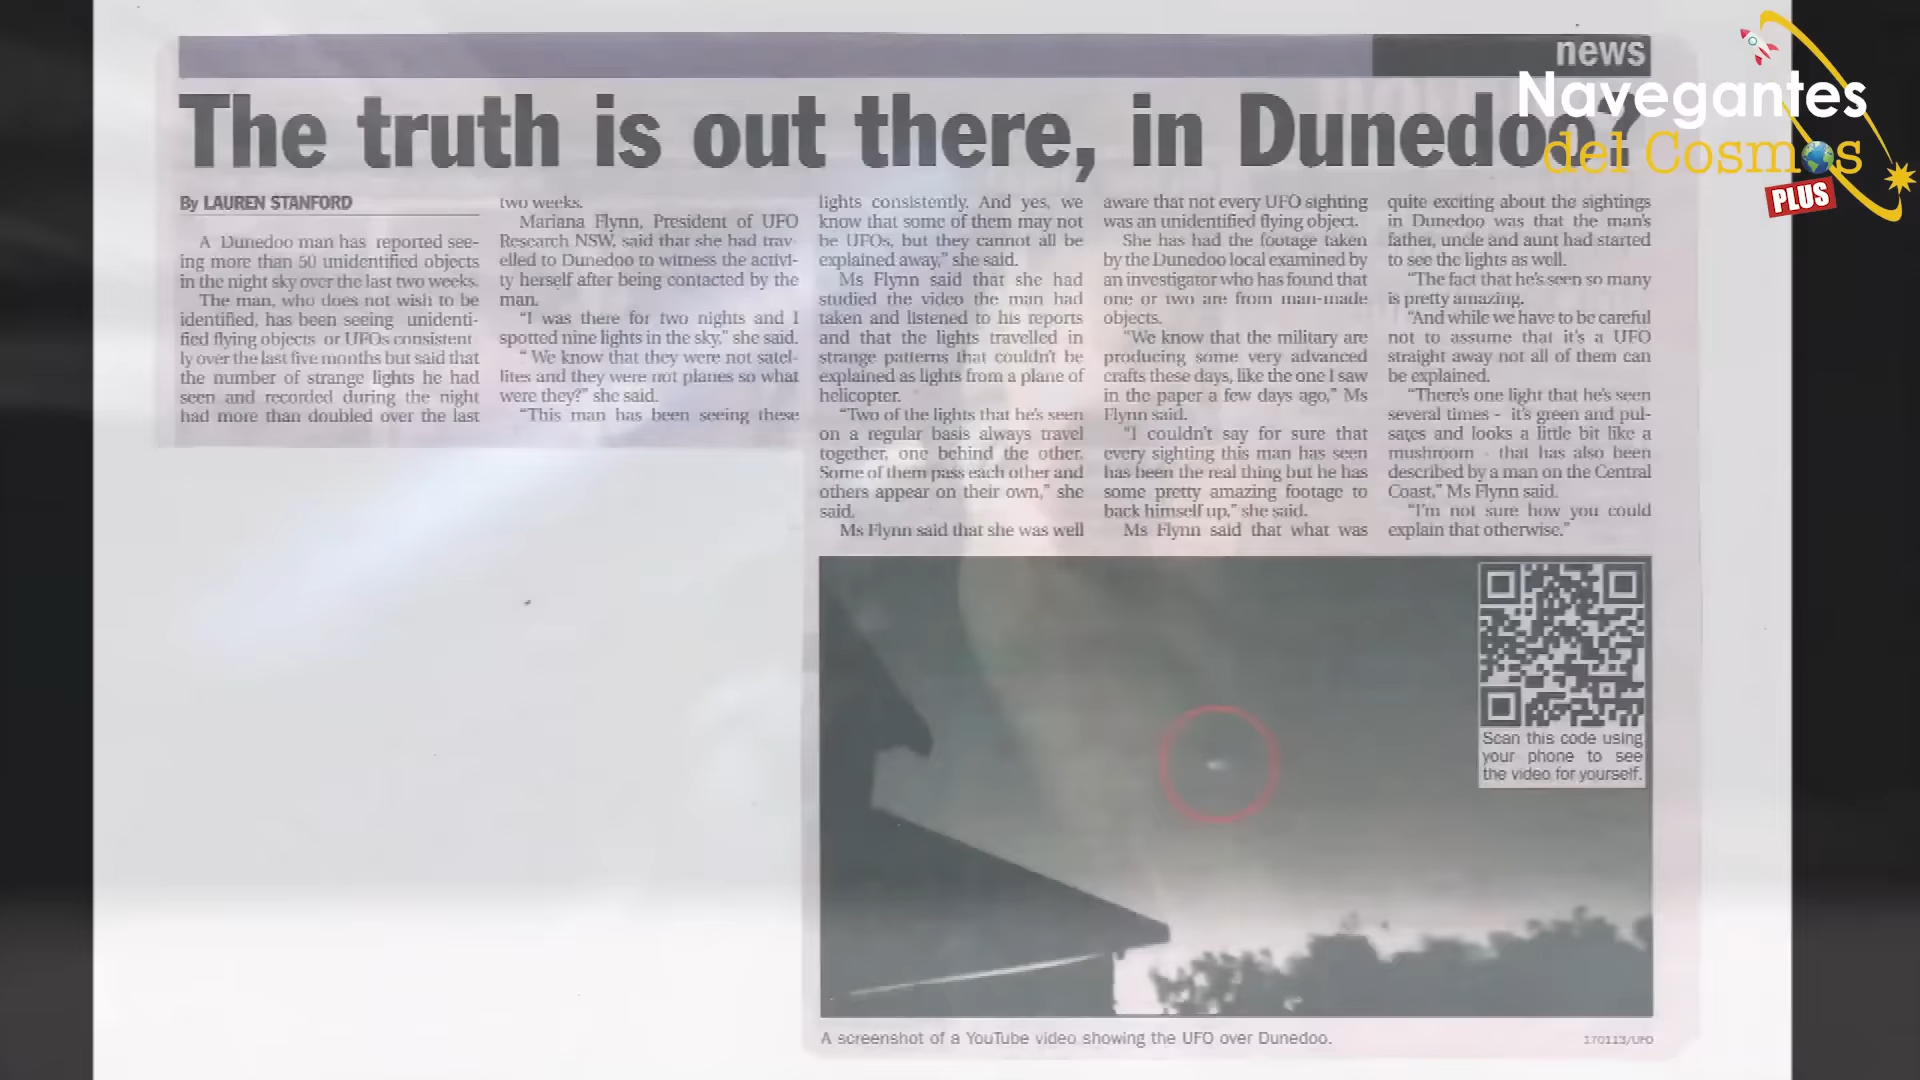 news
Navegantes
del Cosmos
PLUS
The truth is out there, in Dunedoo?
By LAUREN STANFORD
A Dunedoo man has reported see-
ing more than 50 unidentified objects
in the night sky over the last two weeks.
The man, who does not wish to be
identified, has been seeing unidenti-
fied flying objects or UFOs consistent
ly over the last five months but said that
the number of strange lights he had
seen and recorded during the night
had more than doubled over the last
two weeks.
Mariana Flynn, President of UFO
Research NSW, said that she had trav-
elled to Dunedoo to witness the activi-
ty herself after being contacted by the
man.
"I was there for two nights and I
spotted nine lights in the sky," she said.
" We know that they were not satel-
lites and they were not planes so what
were they?" she said.
"This man has been seeing these
lights consistently. And yes, we
know that some of them may not
be UFOs, but they cannot all be
explained away," she said.
Ms Flynn said that she had
studied the video the man had
taken and listened to his reports
and that the lights travelled in
strange patterns that couldn't be
explained as lights from a plane of
helicopter.
"Two of the lights that he's seen
on a regular basis always travel
together, one behind the other.
Some of them pass each other and
others appear on their own," she
said.
Ms Flynn said that she was well
aware that not every UFO sighting
was an unidentified flying object.
She has had the footage taken
by the Dunedoo local examined by
an investigator who has found that
one or two are from man-made
objects.
"We know that the military are
producing some very advanced
crafts these days, like the one I saw
in the paper a few days ago," Ms
Flynn said.
"I couldn't say for sure that
every sighting this man has seen
has been the real thing but he has
some pretty amazing footage to
back himself up," she said.
Ms Flynn said that what was
quite exciting about the sightings
in Dunedoo was that the man's
father, uncle and aunt had started
to see the lights as well.
"The fact that he's seen so many
is pretty amazing.
"And while we have to be careful
not to assume that it's a UFO
straight away not all of them can
be explained.
"There's one light that he's seen
several times - it's green and pul-
sates and looks a little bit like a
mushroom - that has also been
described by a man on the Central
Coast," Ms Flynn said.
"I'm not sure how you could
explain that otherwise."
Scan this code using
your phone to see
the video for yourself.
A screenshot of a YouTube video showing the UFO over Dunedoo.
170113/UFO